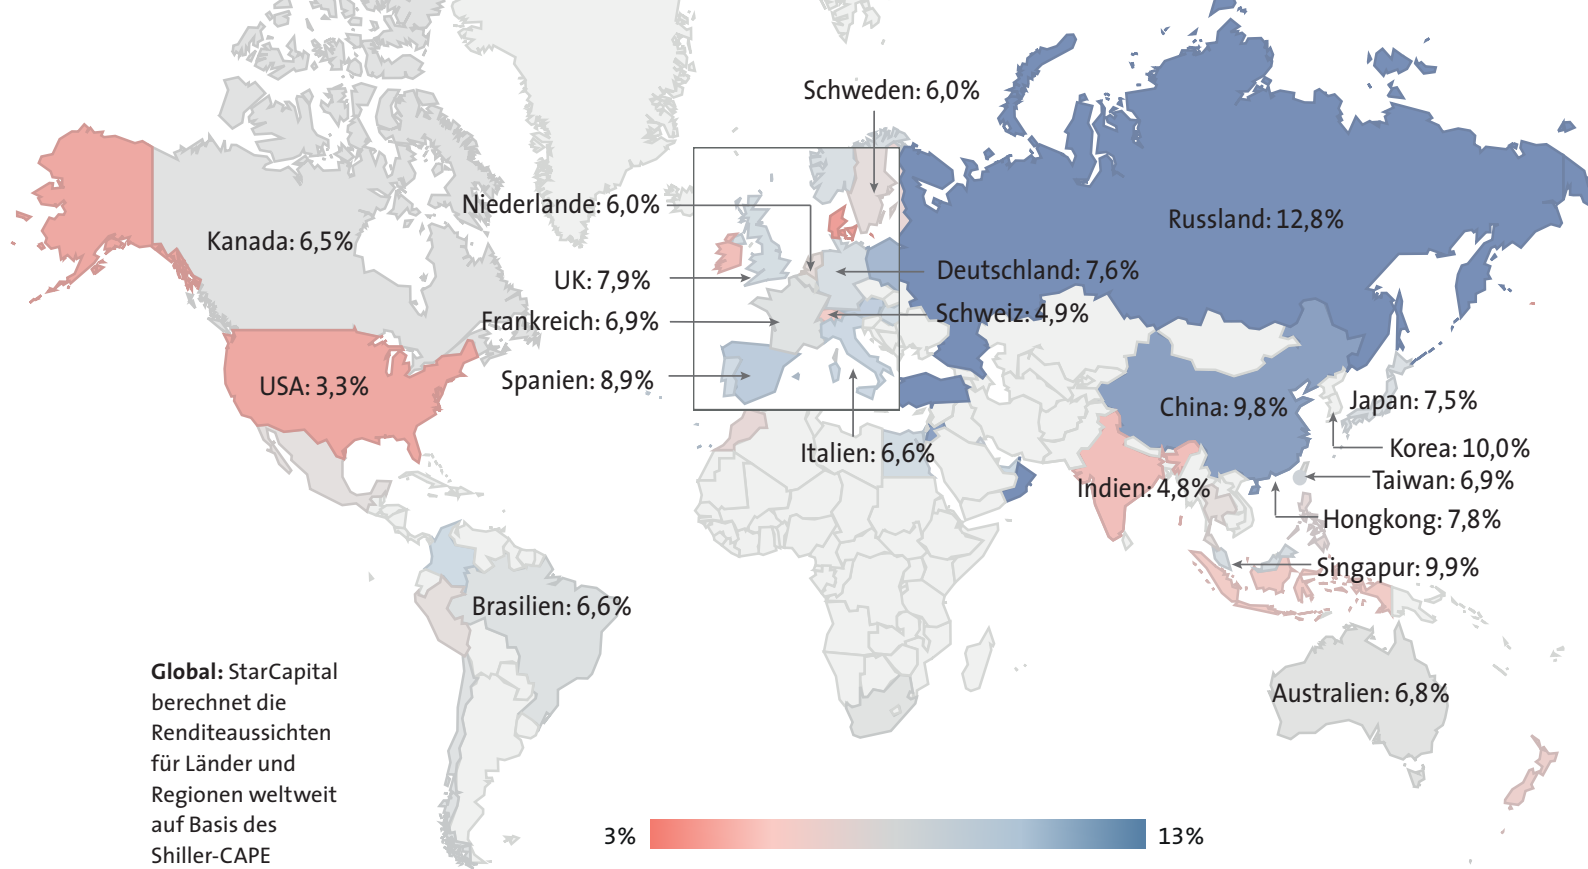 Schweden: 6,0%
Niederlande: 6,0%
Russland: 12,8%
Kanada: 6,5%
UK: 7,9%
Deutschland: 7,6%
Frankreich: 6,9%
Schweiz: 4,9%
USA: 3,3%
Spanien: 8,9%
China: 9,8%
Japan: 7,5%
Italien: 6,6%
Korea: 10,0%
Indien: 4,8%
Taiwan: 6,9%
Hongkong: 7,8%
Singapur: 9,9%
Brasilien: 6,6%
Australien: 6,8%
Global: StarCapital
berechnet die
Renditeaussichten
für Länder und
Regionen weltweit
auf Basis des
Shiller-CAPE
3%
13%